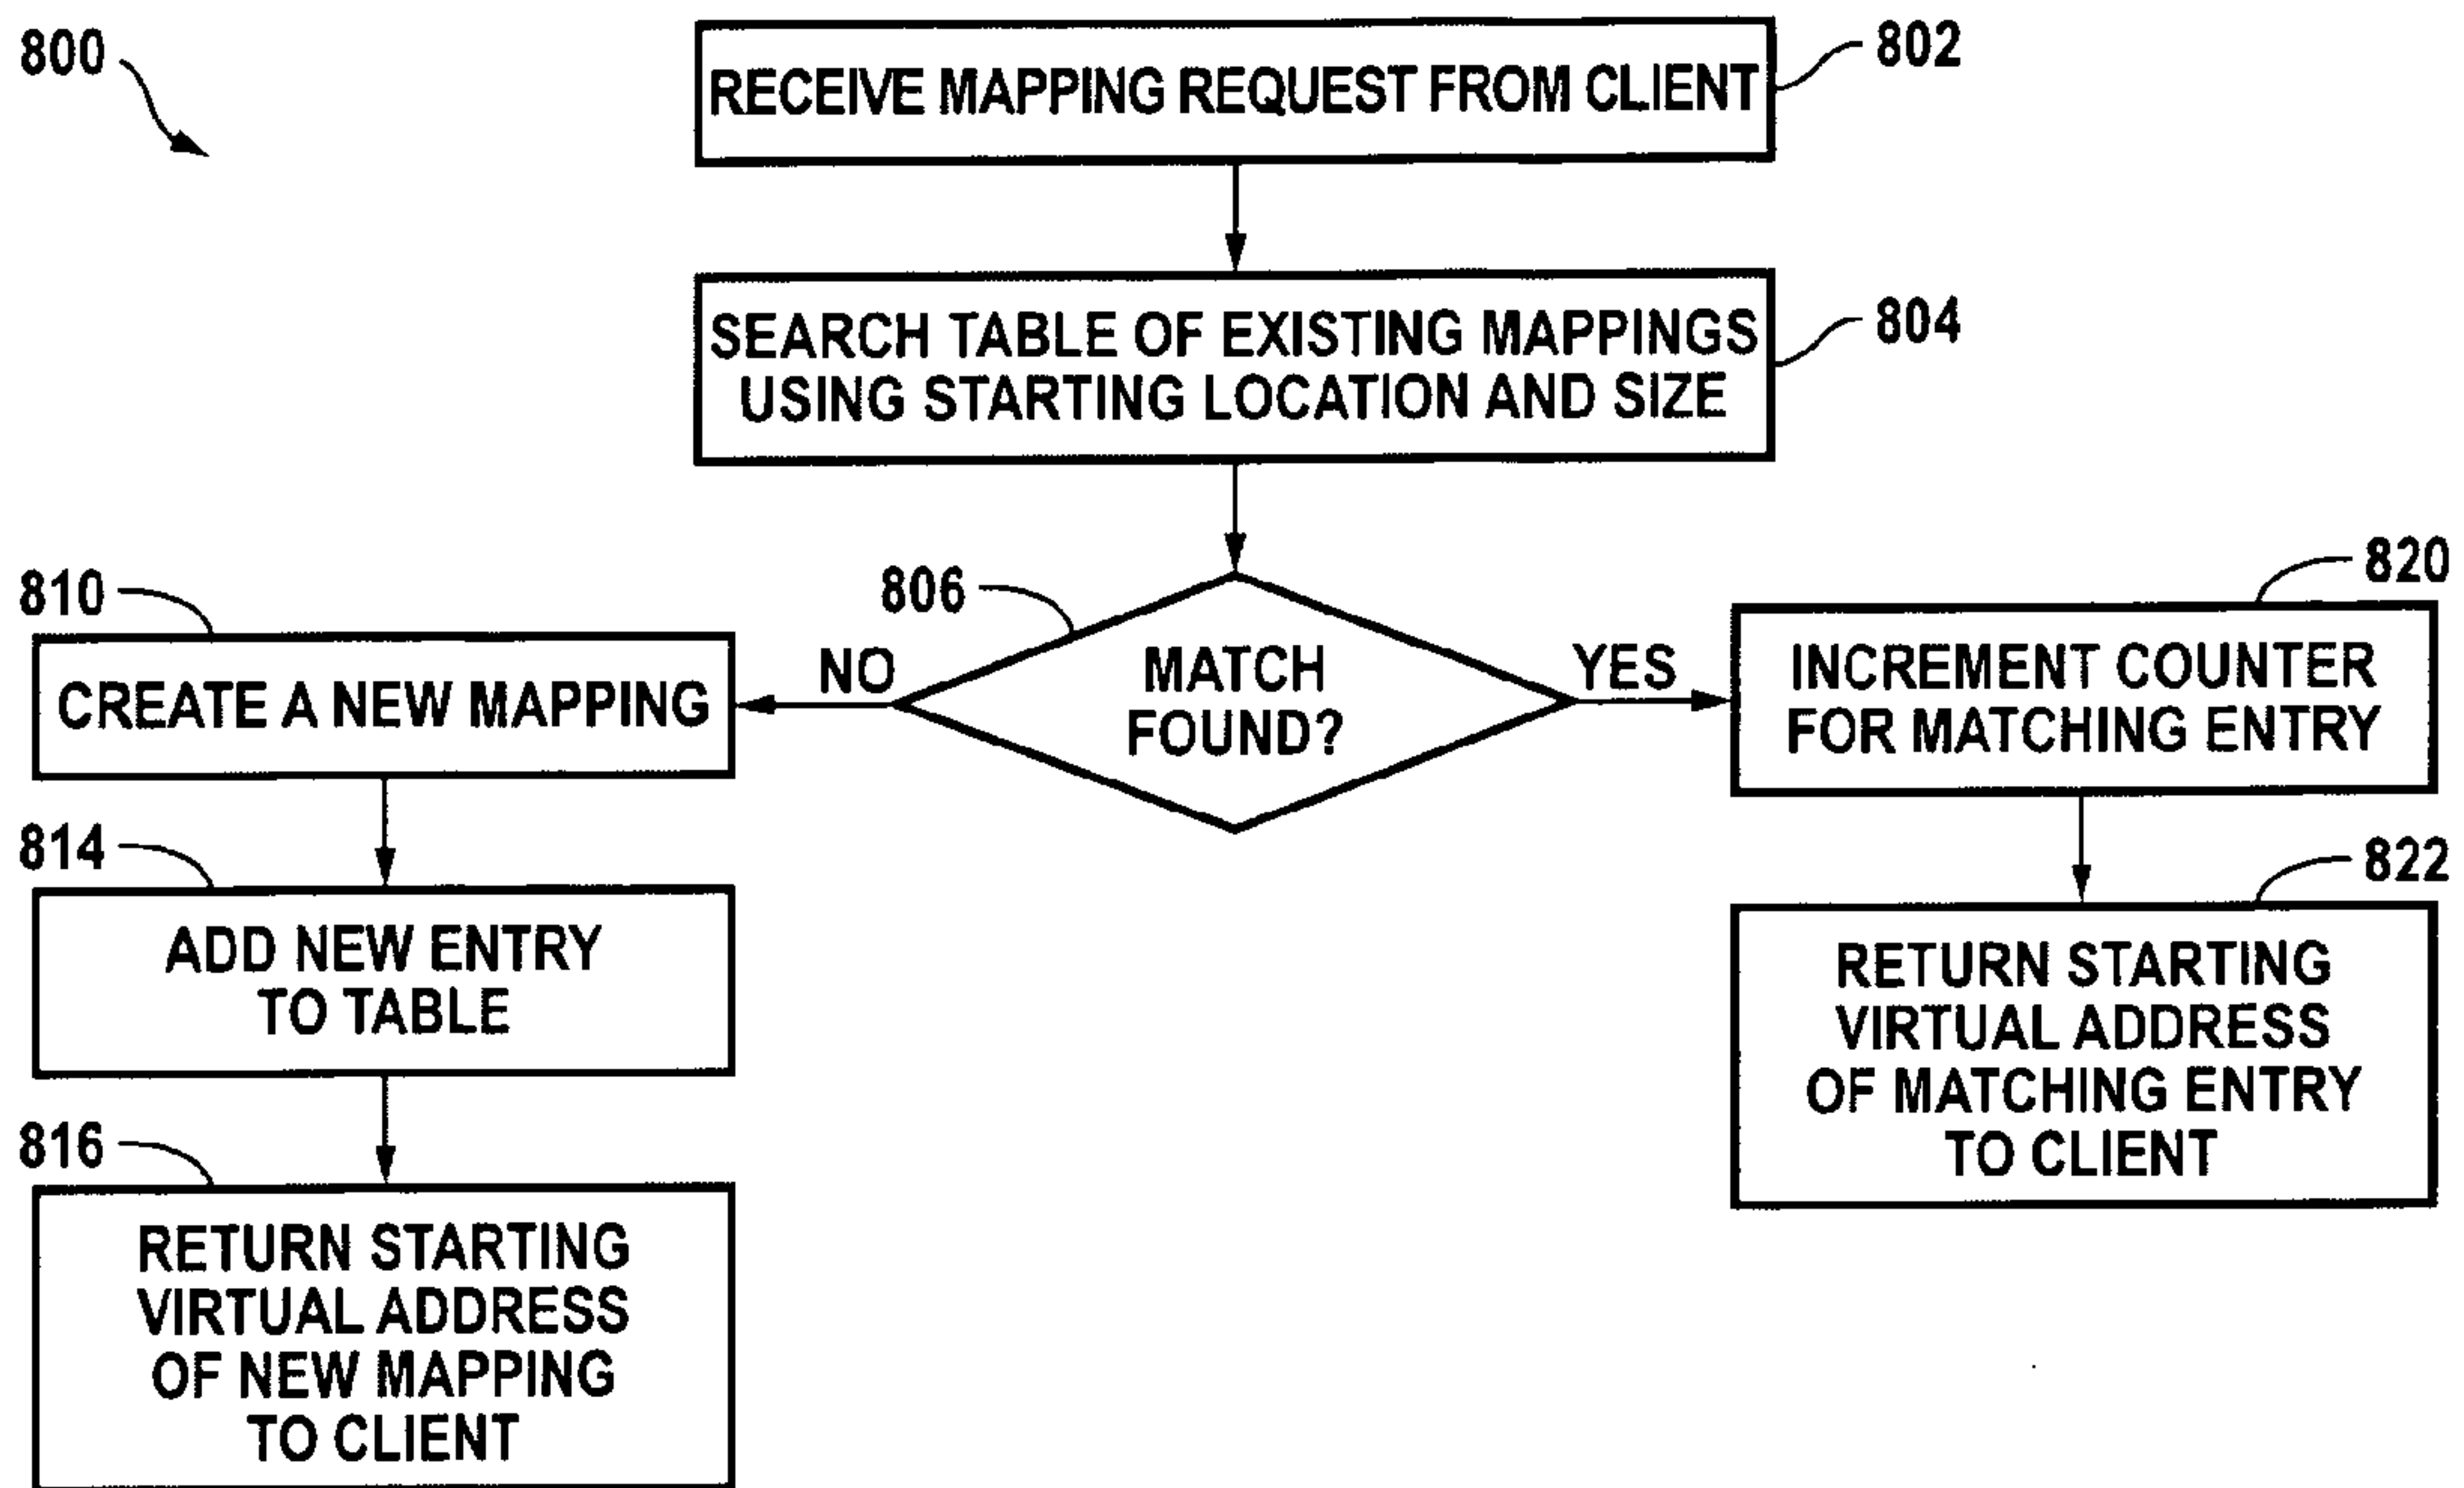 800
RECEIVE MAPPING REQUEST FROM CLIENT
802
SEARCH TABLE OF EXISTING MAPPINGS
USING STARTING LOCATION AND SIZE
804
806
MATCH
FOUND?
NO
YES
810
CREATE A NEW MAPPING
814
ADD NEW ENTRY
TO TABLE
816
RETURN STARTING
VIRTUAL ADDRESS
OF NEW MAPPING
TO CLIENT
820
INCREMENT COUNTER
FOR MATCHING ENTRY
822
RETURN STARTING
VIRTUAL ADDRESS
OF MATCHING ENTRY
TO CLIENT